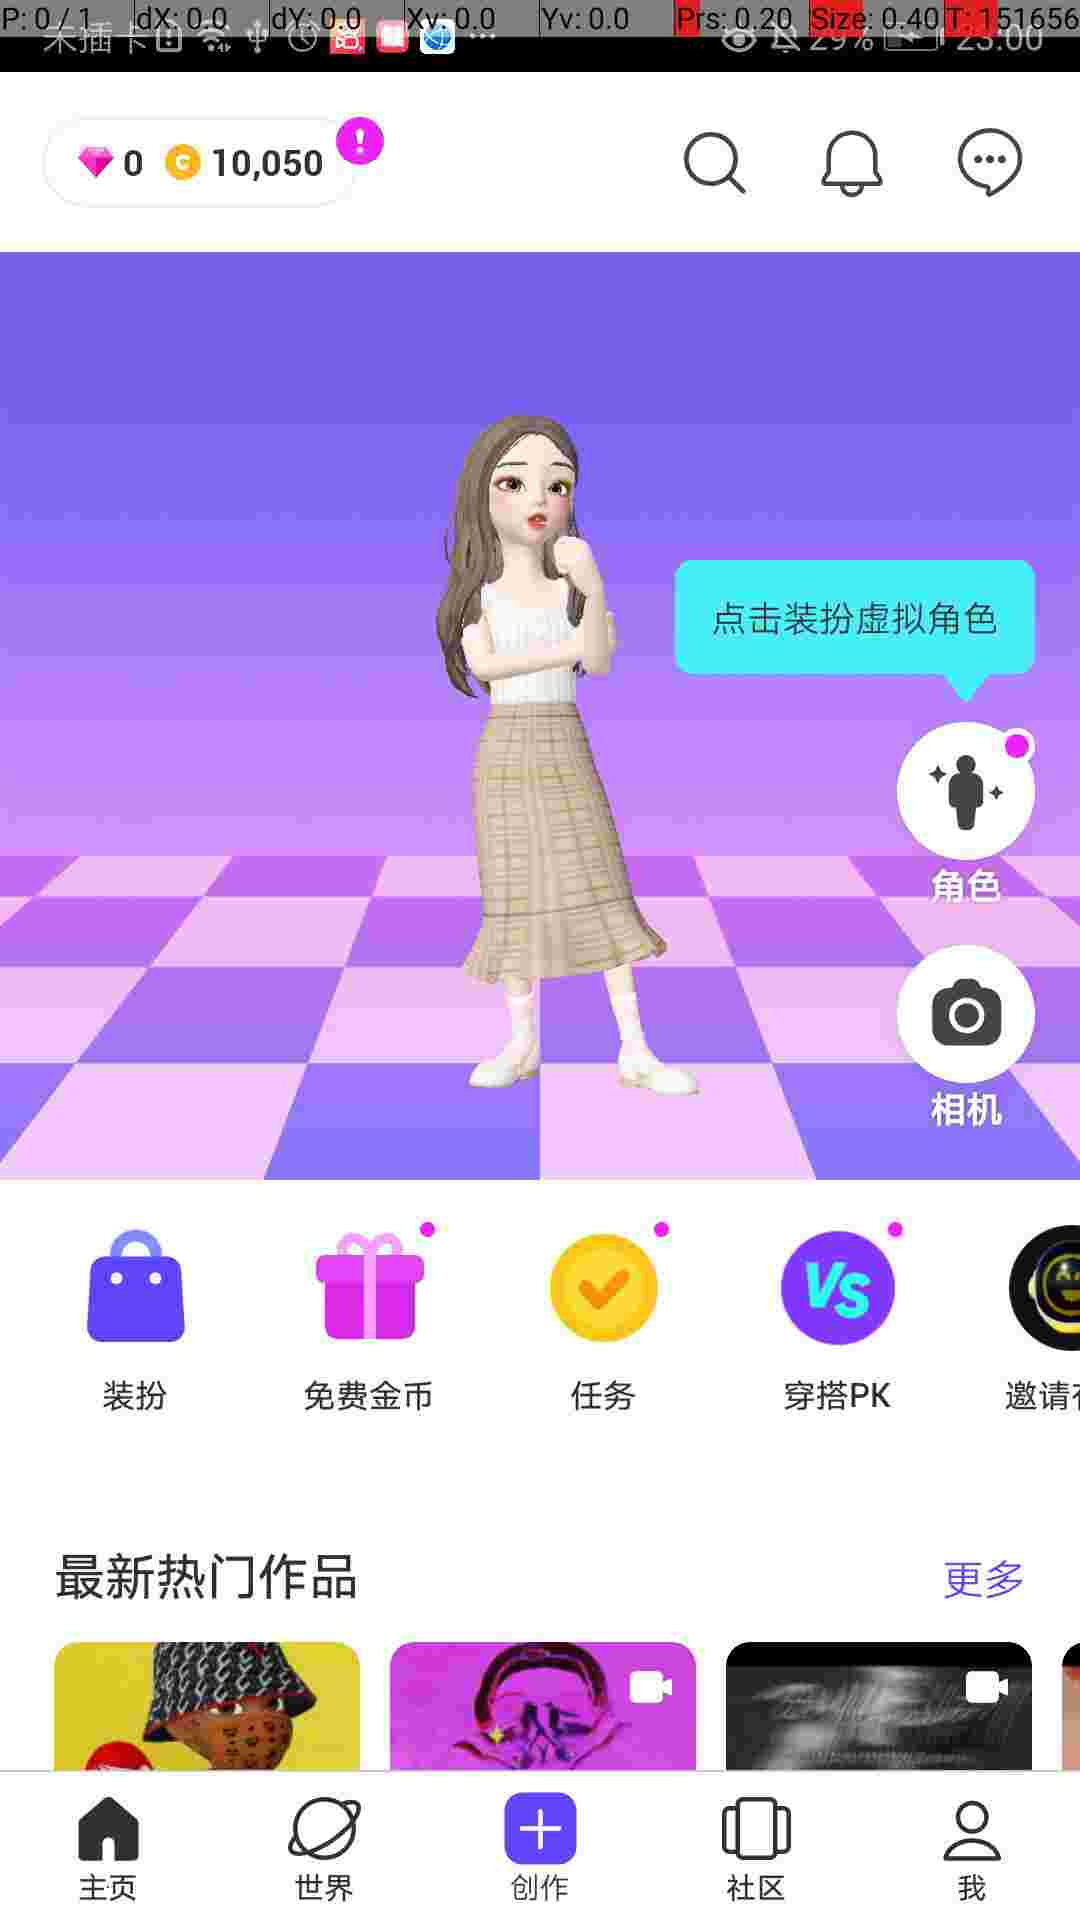 P: 0 / 1 dX: 0.0 dY: 0.0 Xv: 0.0 Yv: 0.0 Prs: 0.20 Size: 0.40 T: 151656
未插卡 29% 23:00
0 10,050
点击装扮虚拟角色
角色
相机
VS
装扮 免费金币 任务 穿搭PK 邀请
最新热门作品 更多
主页 世界 创作 社区 我